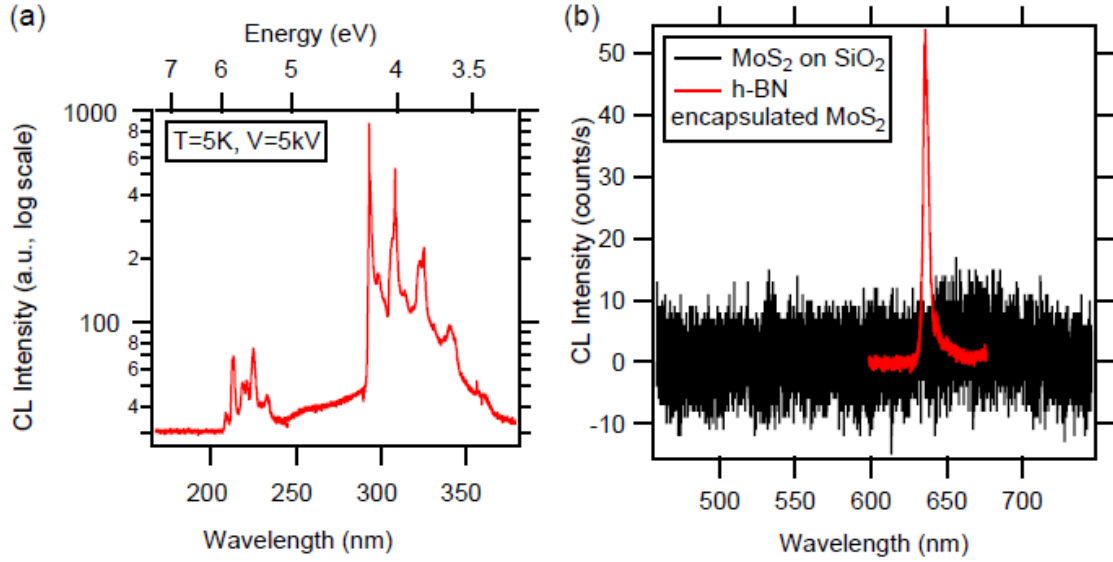 (a)
Energy (eV)
7 6 5 4 3.5
CL Intensity (a.u., log scale)
1000
8
6
4
2
100
8
6
4
T=5K, V=5kV
200 250 300 350
Wavelength (nm)
(b)
CL Intensity (counts/s)
50
40
30
20
10
0
-10
MoS2 on SiO2
h-BN
encapsulated MoS2
500 550 600 650 700
Wavelength (nm)